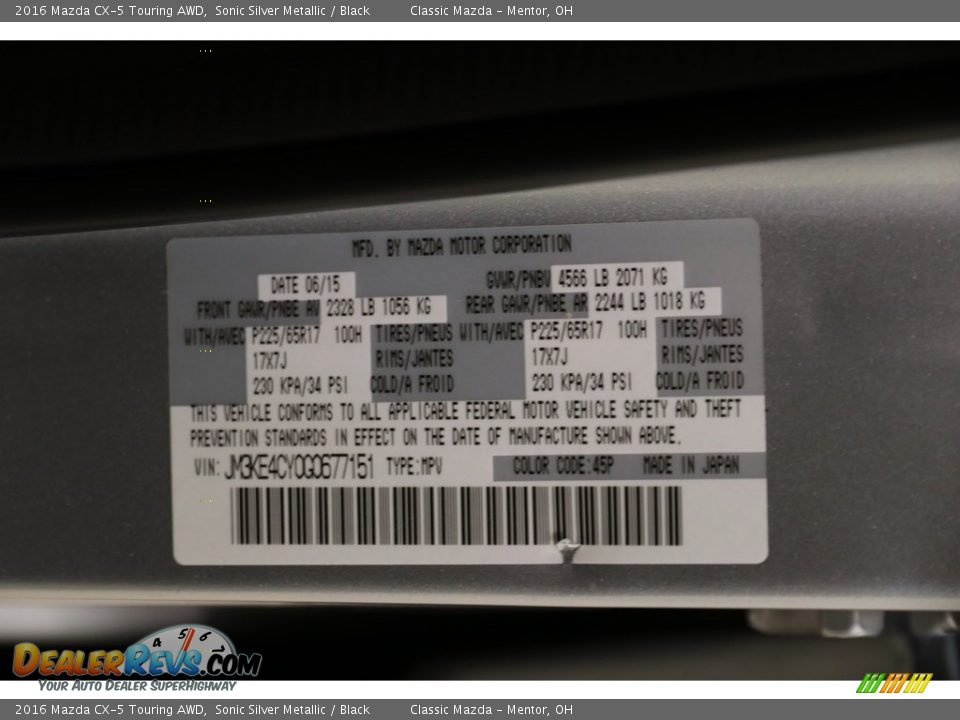 2016 Mazda CX-5 Touring AWD, Sonic Silver Metallic / Black Classic Mazda - Mentor, OH
MFD. BY MAZDA MOTOR CORPORATION
DATE 06/15 GVWR/PNBV 4566 LB 2071 KG
FRONT GAWR/PNBE AV 2328 LB 1056 KG REAR GAWR/PNBE AR 2244 LB 1018 KG
WITH/AVEC P225/65R17 100H TIRES/PNEUS WITH/AVEC P225/65R17 100H TIRES/PNEUS
17X7J RIMS/JANTES 17X7J RIMS/JANTES
230 KPA/34 PSI COLD/A FROID 230 KPA/34 PSI COLD/A FROID
THIS VEHICLE CONFORMS TO ALL APPLICABLE FEDERAL MOTOR VEHICLE SAFETY AND THEFT
PREVENTION STANDARDS IN EFFECT ON THE DATE OF MANUFACTURE SHOWN ABOVE.
VIN: JM3KE4CY0G0677151 TYPE:MPV COLOR CODE:45P MADE IN JAPAN
4 5 6 7
DEALERREVS.COM
YOUR AUTO DEALER SUPERHIGHWAY
2016 Mazda CX-5 Touring AWD, Sonic Silver Metallic / Black Classic Mazda - Mentor, OH